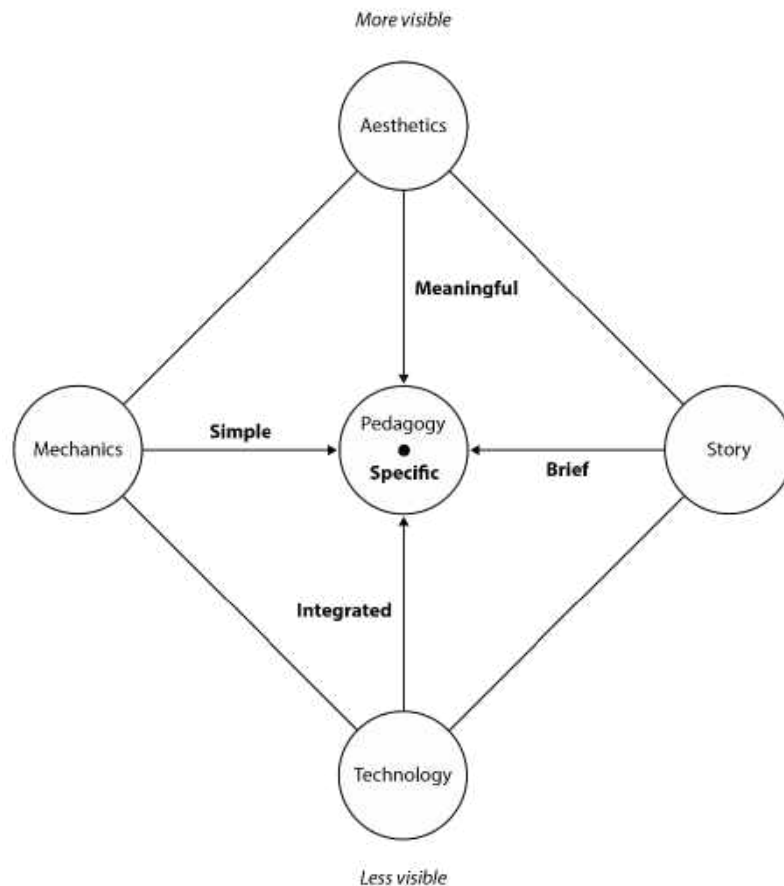 More visible
Aesthetics
Meaningful
Mechanics
Simple
Pedagogy
Specific
Brief
Story
Integrated
Technology
Less visible